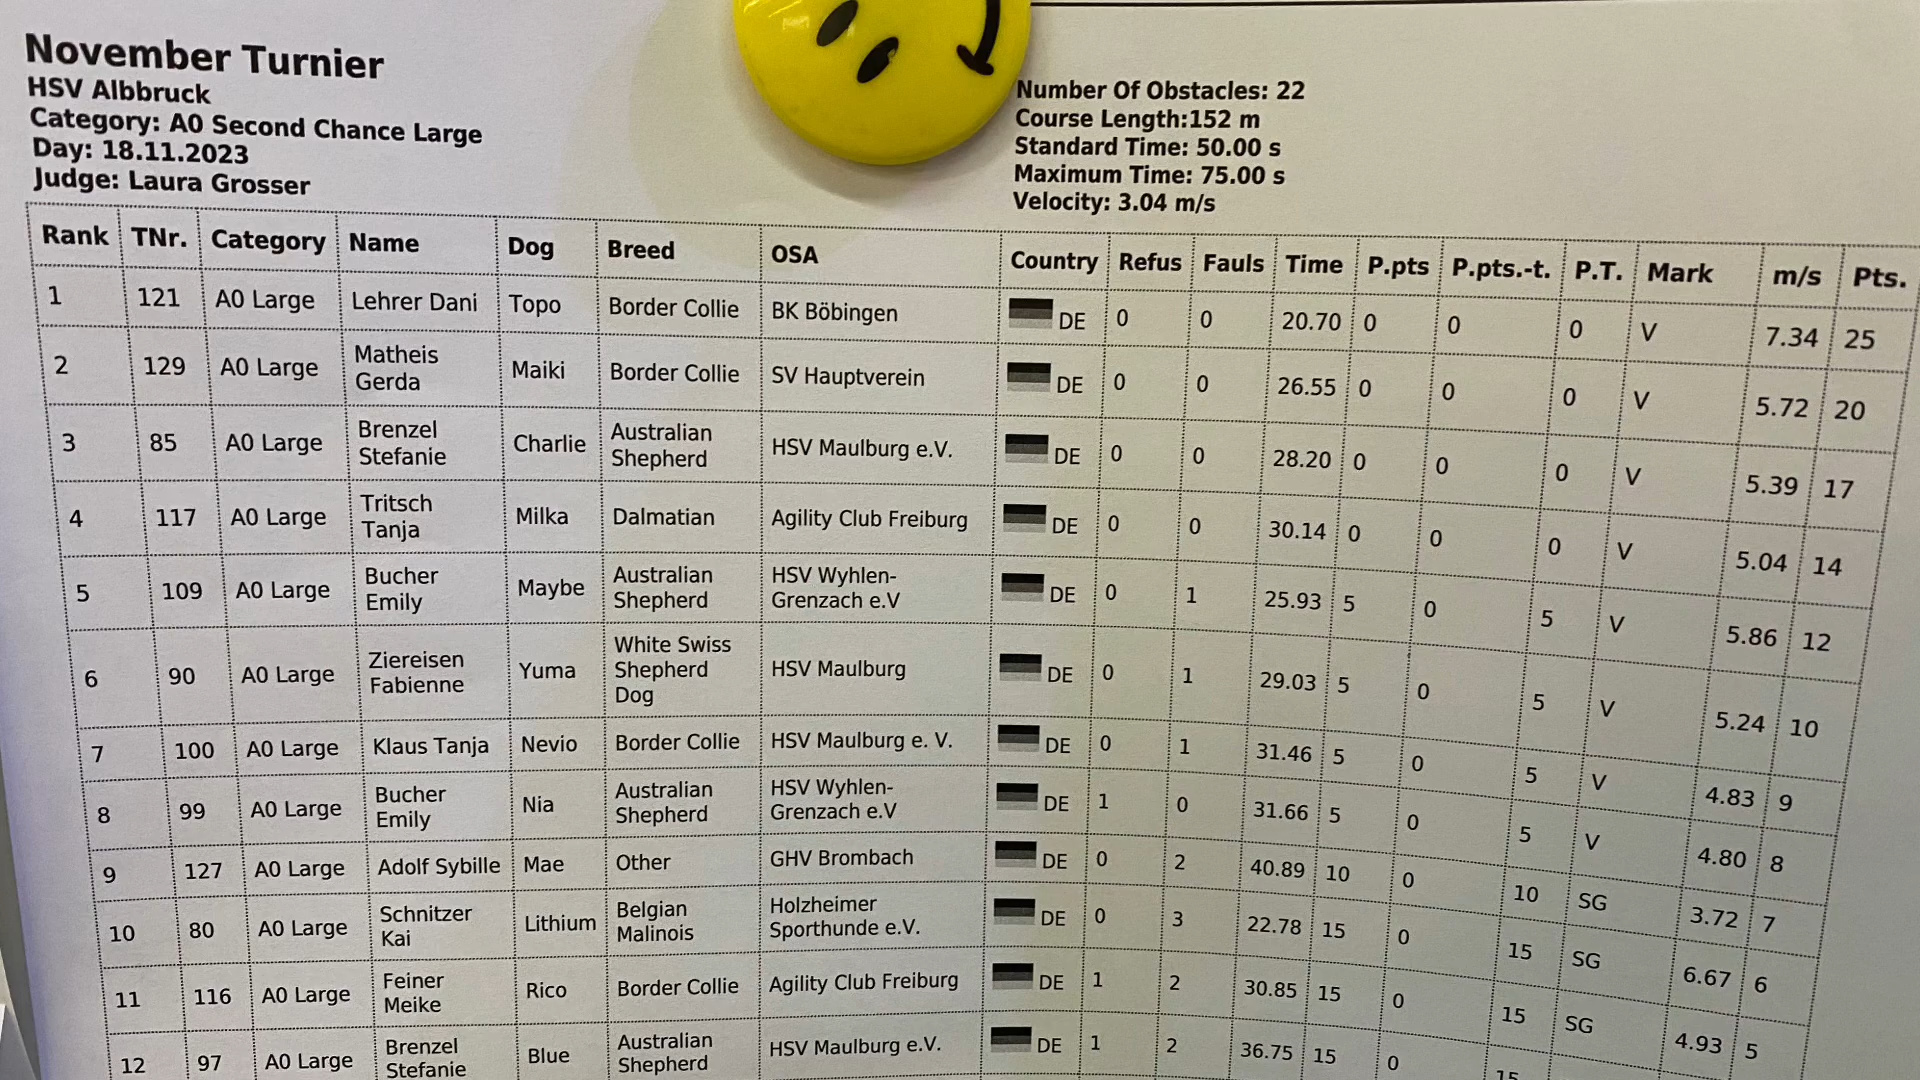 November Turnier
HSV Albbruck
Category: A0 Second Chance Large
Day: 18.11.2023
Judge: Laura Grosser
Number Of Obstacles: 22
Course Length:152 m
Standard Time: 50.00 s
Maximum Time: 75.00 s
Velocity: 3.04 m/s
Rank TNr. Category Name Dog Breed OSA Country Refus Fauls Time P.pts P.pts.-t. P.T. Mark m/s Pts.
1 121 A0 Large Lehrer Dani Topo Border Collie BK Böbingen DE 0 0 20.70 0 0 0 V 7.34 25
2 129 A0 Large Matheis Gerda Maiki Border Collie SV Hauptverein DE 0 0 26.55 0 0 0 V 5.72 20
3 85 A0 Large Brenzel Stefanie Charlie Australian Shepherd HSV Maulburg e.V. DE 0 0 28.20 0 0 0 V 5.39 17
4 117 A0 Large Tritsch Tanja Milka Dalmatian Agility Club Freiburg DE 0 0 30.14 0 0 0 V 5.04 14
5 109 A0 Large Bucher Emily Maybe Australian Shepherd HSV Wyhlen-Grenzach e.V DE 0 1 25.93 5 0 5 V 5.86 12
6 90 A0 Large Ziereisen Fabienne Yuma White Swiss Shepherd Dog HSV Maulburg DE 0 1 29.03 5 0 5 V 5.24 10
7 100 A0 Large Klaus Tanja Nevio Border Collie HSV Maulburg e. V. DE 0 1 31.46 5 0 5 V 4.83 9
8 99 A0 Large Bucher Emily Nia Australian Shepherd HSV Wyhlen-Grenzach e.V DE 1 0 31.66 5 0 5 V 4.80 8
9 127 A0 Large Adolf Sybille Mae Other GHV Brombach DE 0 2 40.89 10 0 10 SG 3.72 7
10 80 A0 Large Schnitzer Kai Lithium Belgian Malinois Holzheimer Sporthunde e.V. DE 0 3 22.78 15 0 15 SG 6.67 6
11 116 A0 Large Feiner Meike Rico Border Collie Agility Club Freiburg DE 1 2 30.85 15 0 15 SG 4.93 5
12 97 A0 Large Brenzel Stefanie Blue Australian Shepherd HSV Maulburg e.V. DE 1 2 36.75 15 0 15